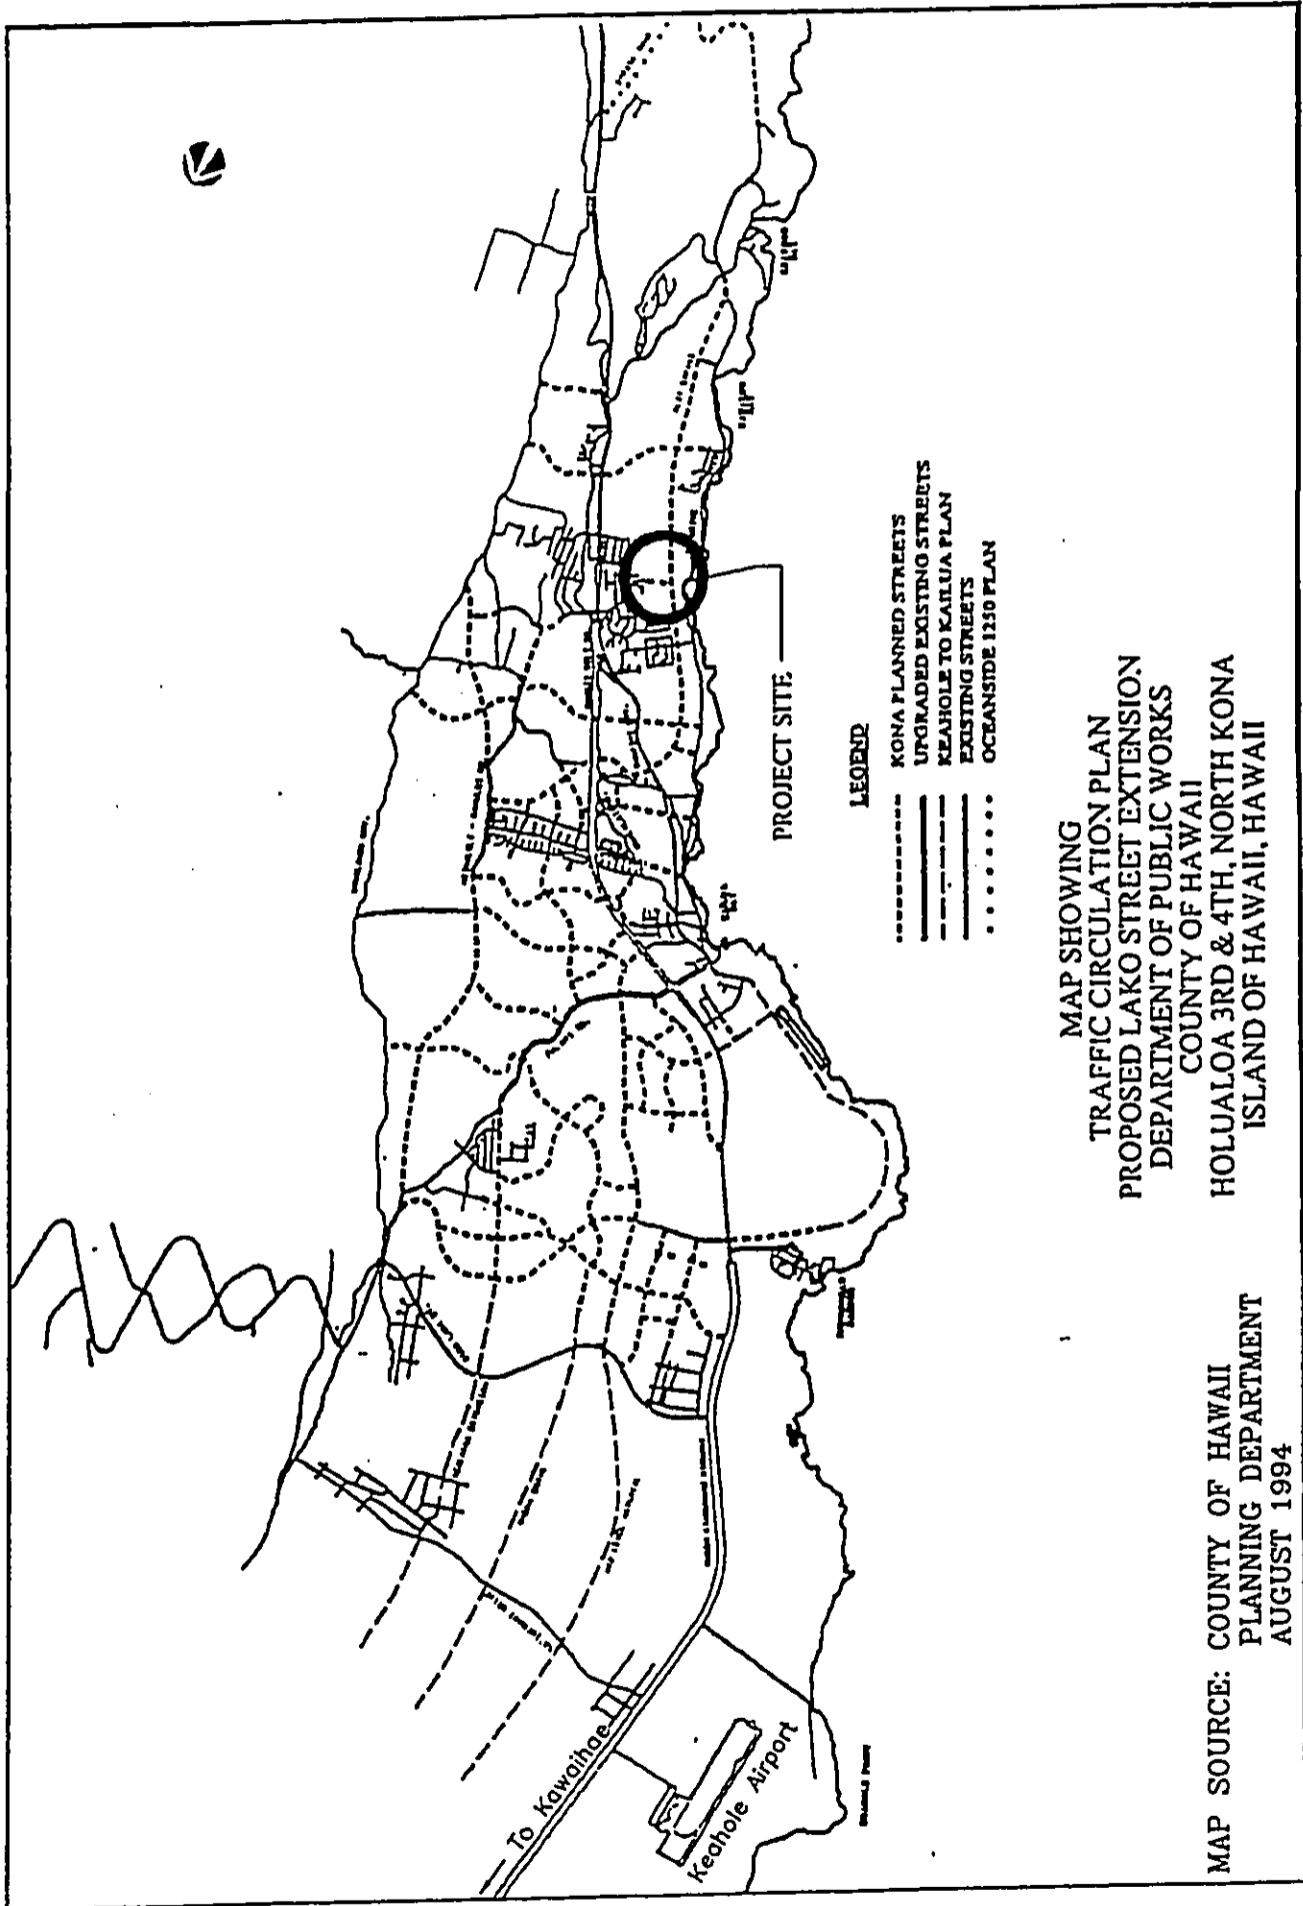 To Kawaihae
Keahole Airport
PROJECT SITE
LEGEND
KONA PLANNED STREETS
UPGRADED EXISTING STREETS
KEAHOLE TO KAILUA PLAN
EXISTING STREETS
OCEANSIDE 1250 PLAN
MAP SHOWING
TRAFFIC CIRCULATION PLAN
PROPOSED LAKO STREET EXTENSION
DEPARTMENT OF PUBLIC WORKS
COUNTY OF HAWAII
HOLUALOA 3RD & 4TH, NORTH KONA
ISLAND OF HAWAII, HAWAII
MAP SOURCE: COUNTY OF HAWAII
PLANNING DEPARTMENT
AUGUST 1994